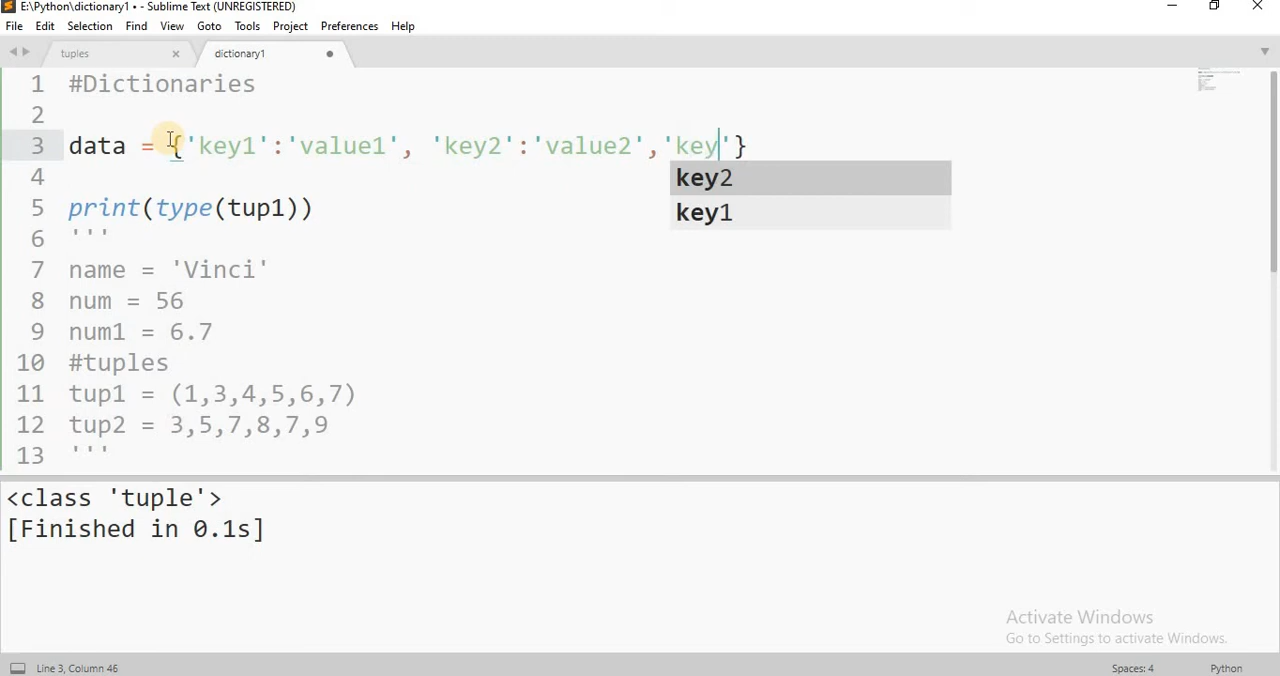 E:\Python\dictionary1 • - Sublime Text (UNREGISTERED)
File Edit Selection Find View Goto Tools Project Preferences Help
tuples dictionary1
1 #Dictionaries
2
3 data = {'key1':'value1', 'key2':'value2','key'}
key2
4
5 print(type(tup1))
key1
6 '''
7 name = 'Vinci'
8 num = 56
9 num1 = 6.7
10 #tuples
11 tup1 = (1,3,4,5,6,7)
12 tup2 = 3,5,7,8,7,9
13 '''
<class 'tuple'>
[Finished in 0.1s]
Activate Windows
Go to Settings to activate Windows.
Line 3, Column 46 Spaces: 4 Python